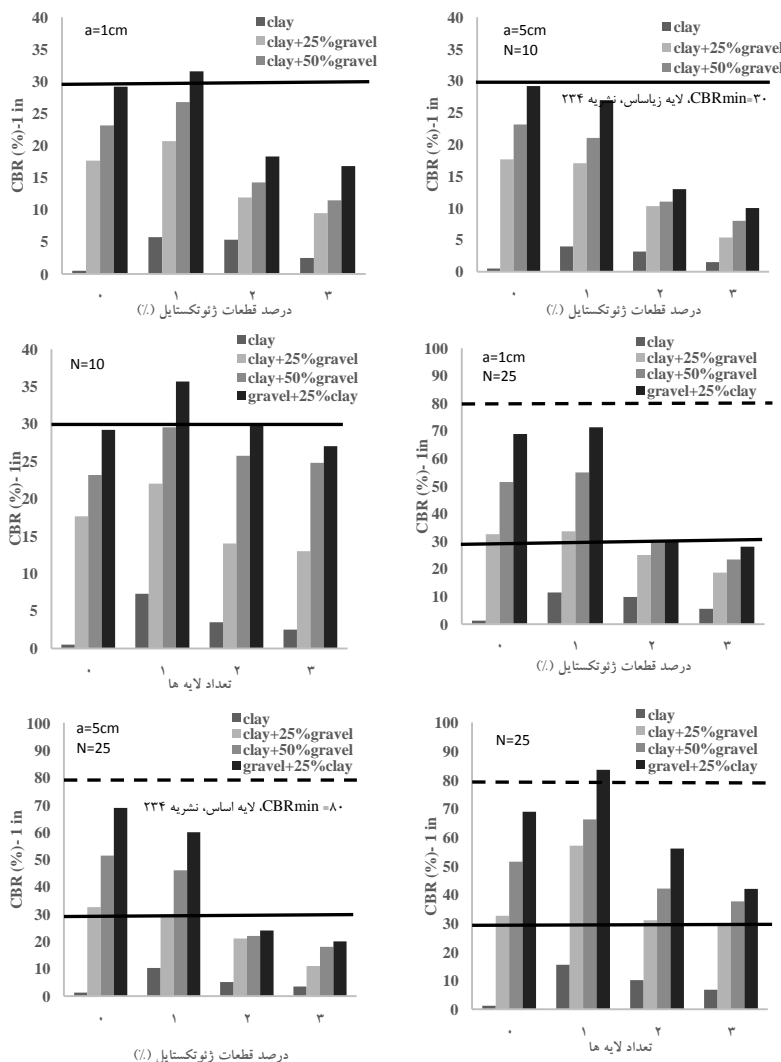 a=1cm
clay
clay+25%gravel
clay+50%gravel
CBR (%)-1 in
40
35
30
25
20
15
10
5
0
۰ ۱ ۲ ۳
درصد قطعات ژئوتکستایل (٪)
a=5cm
N=10
clay
clay+25%gravel
clay+50%gravel
CBRmin=۳۰، لایه زیراساس، نشریه ۲۳۴
CBR (%)-1 in
40
35
30
25
20
15
10
5
0
۰ ۱ ۲ ۳
درصد قطعات ژئوتکستایل (٪)
N=10
clay
clay+25%gravel
clay+50%gravel
gravel+25%clay
CBR (%)- 1in
40
35
30
25
20
15
10
5
0
۰ ۱ ۲ ۳
تعداد لایه ها
a=1cm
N=25
clay
clay+25%gravel
clay+50%gravel
gravel+25%clay
CBR (%)- 1in
100
90
80
70
60
50
40
30
20
10
0
۰ ۱ ۲ ۳
درصد قطعات ژئوتکستایل (٪)
a=5cm
N=25
clay
clay+25%gravel
clay+50%gravel
gravel+25%clay
CBRmin =۸۰، لایه اساس، نشریه ۲۳۴
CBR (%)- 1 in
100
90
80
70
60
50
40
30
20
10
0
۰ ۱ ۲ ۳
درصد قطعات ژئوتکستایل (٪)
N=25
clay
clay+25%gravel
clay+50%gravel
gravel+25%clay
CBR (%)-1 in
100
90
80
70
60
50
40
30
20
10
0
۰ ۱ ۲ ۳
تعداد لایه ها